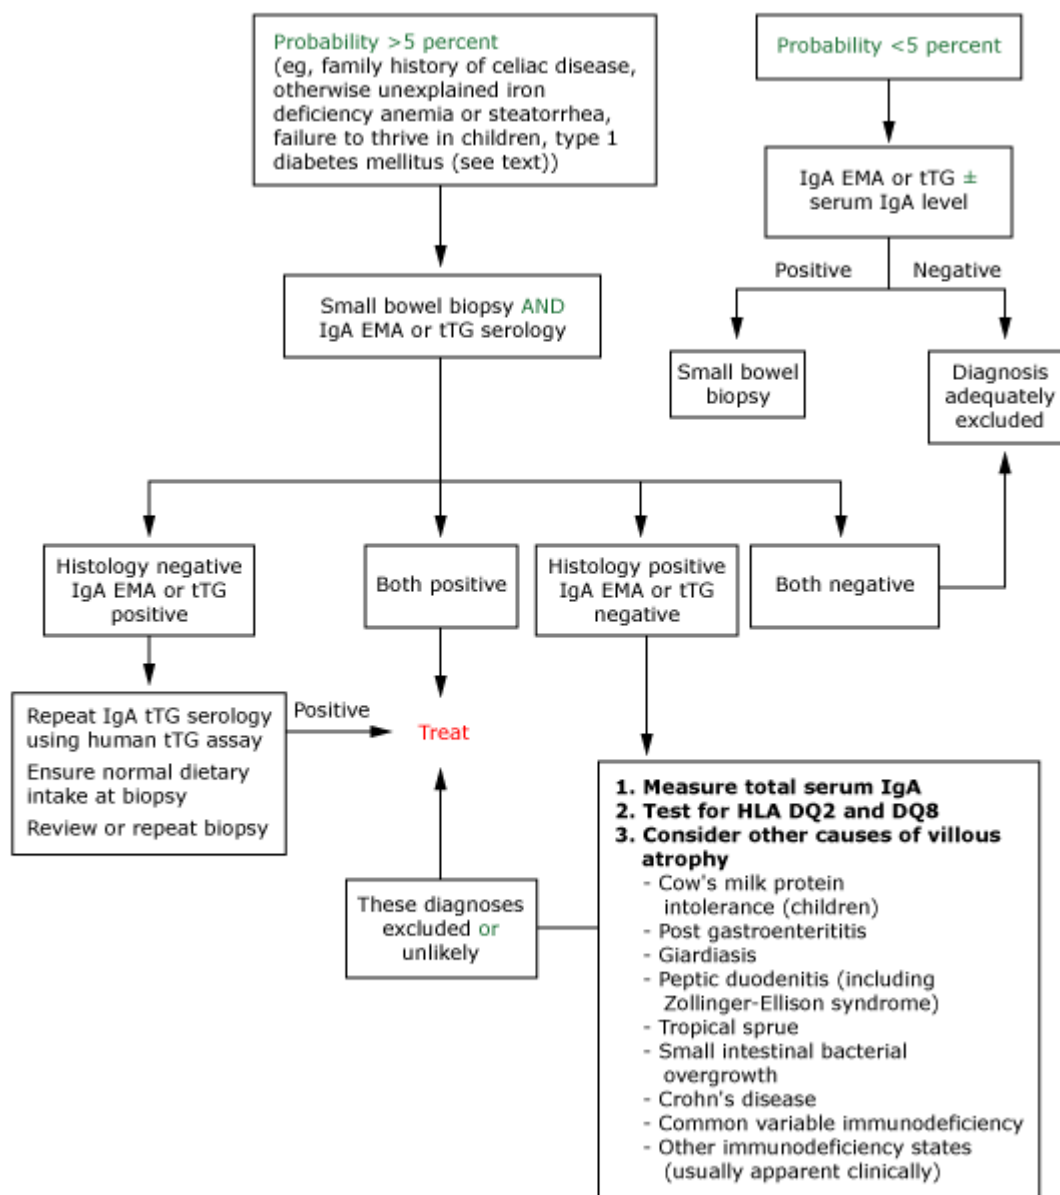 Probability >5 percent
(eg, family history of celiac disease,
otherwise unexplained iron
deficiency anemia or steatorrhea,
failure to thrive in children, type 1
diabetes mellitus (see text))
Probability <5 percent
IgA EMA or tTG ±
serum IgA level
Positive
Negative
Small bowel biopsy AND
IgA EMA or tTG serology
Small bowel
biopsy
Diagnosis
adequately
excluded
Histology negative
IgA EMA or tTG
positive
Both positive
Histology positive
IgA EMA or tTG
negative
Both negative
Repeat IgA tTG serology
using human tTG assay
Ensure normal dietary
intake at biopsy
Review or repeat biopsy
Positive
Treat
These diagnoses
excluded or
unlikely
1. Measure total serum IgA
2. Test for HLA DQ2 and DQ8
3. Consider other causes of villous
atrophy
- Cow's milk protein
intolerance (children)
- Post gastroenterititis
- Giardiasis
- Peptic duodenitis (including
Zollinger-Ellison syndrome)
- Tropical sprue
- Small intestinal bacterial
overgrowth
- Crohn's disease
- Common variable immunodeficiency
- Other immunodeficiency states
(usually apparent clinically)